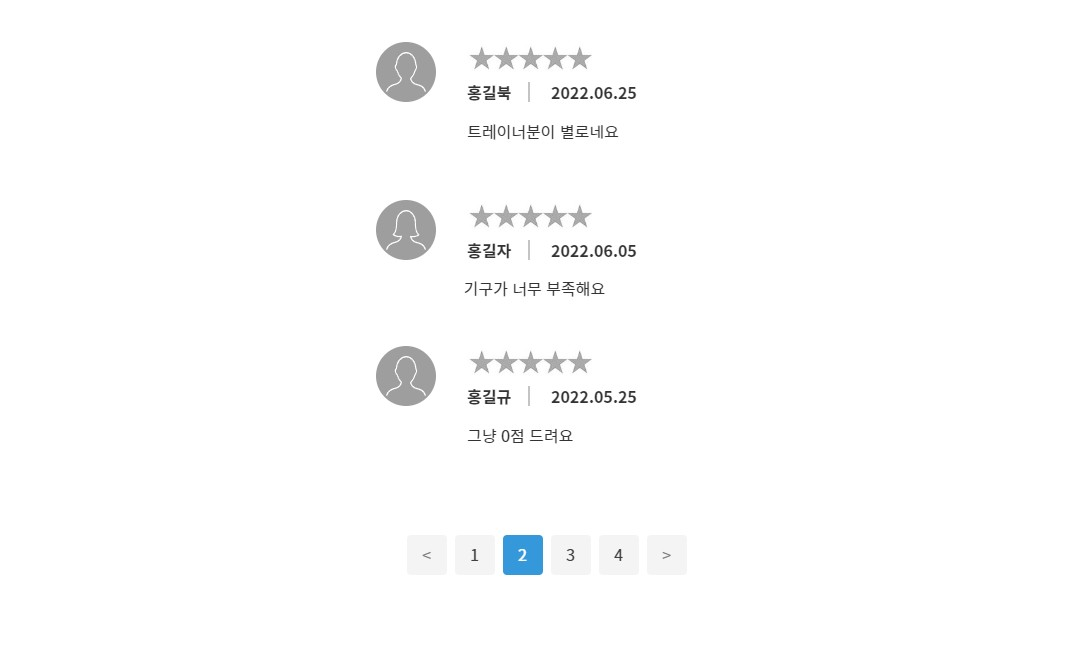 ★★★★★
홍길북 | 2022.06.25
트레이너분이 별로네요
★★★★★
홍길자 | 2022.06.05
기구가 너무 부족해요
★★★★★
홍길규 | 2022.05.25
그냥 0점 드려요
< 1 2 3 4 >